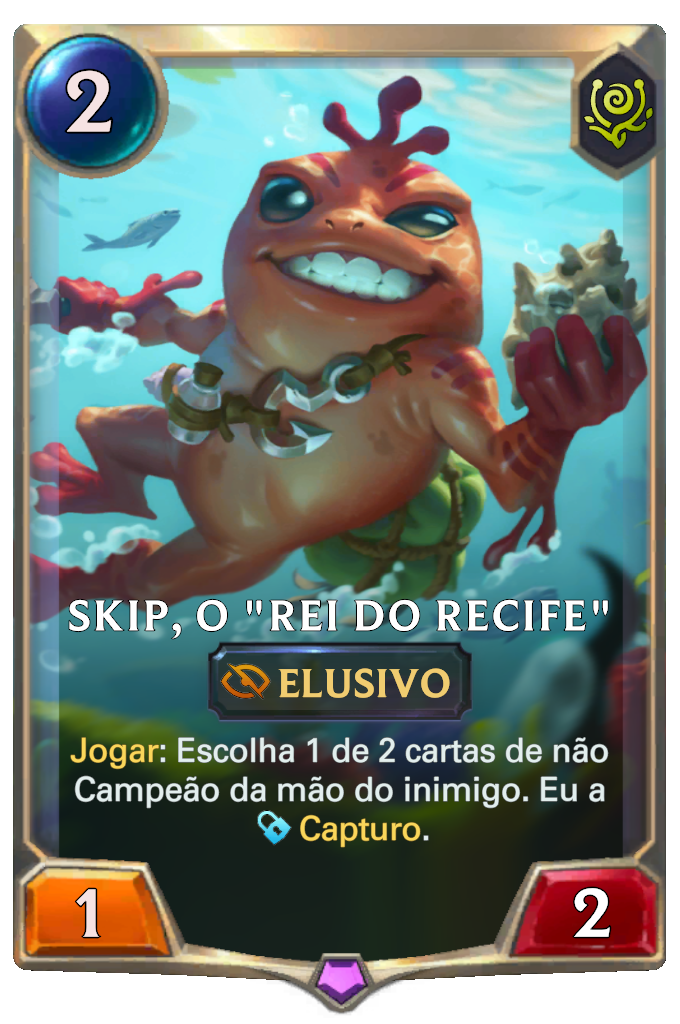 2
SKIP, O "REI DO RECIFE"
ELUSIVO
Jogar: Escolha 1 de 2 cartas de não
Campeão da mão do inimigo. Eu a
Capturo.
1
2